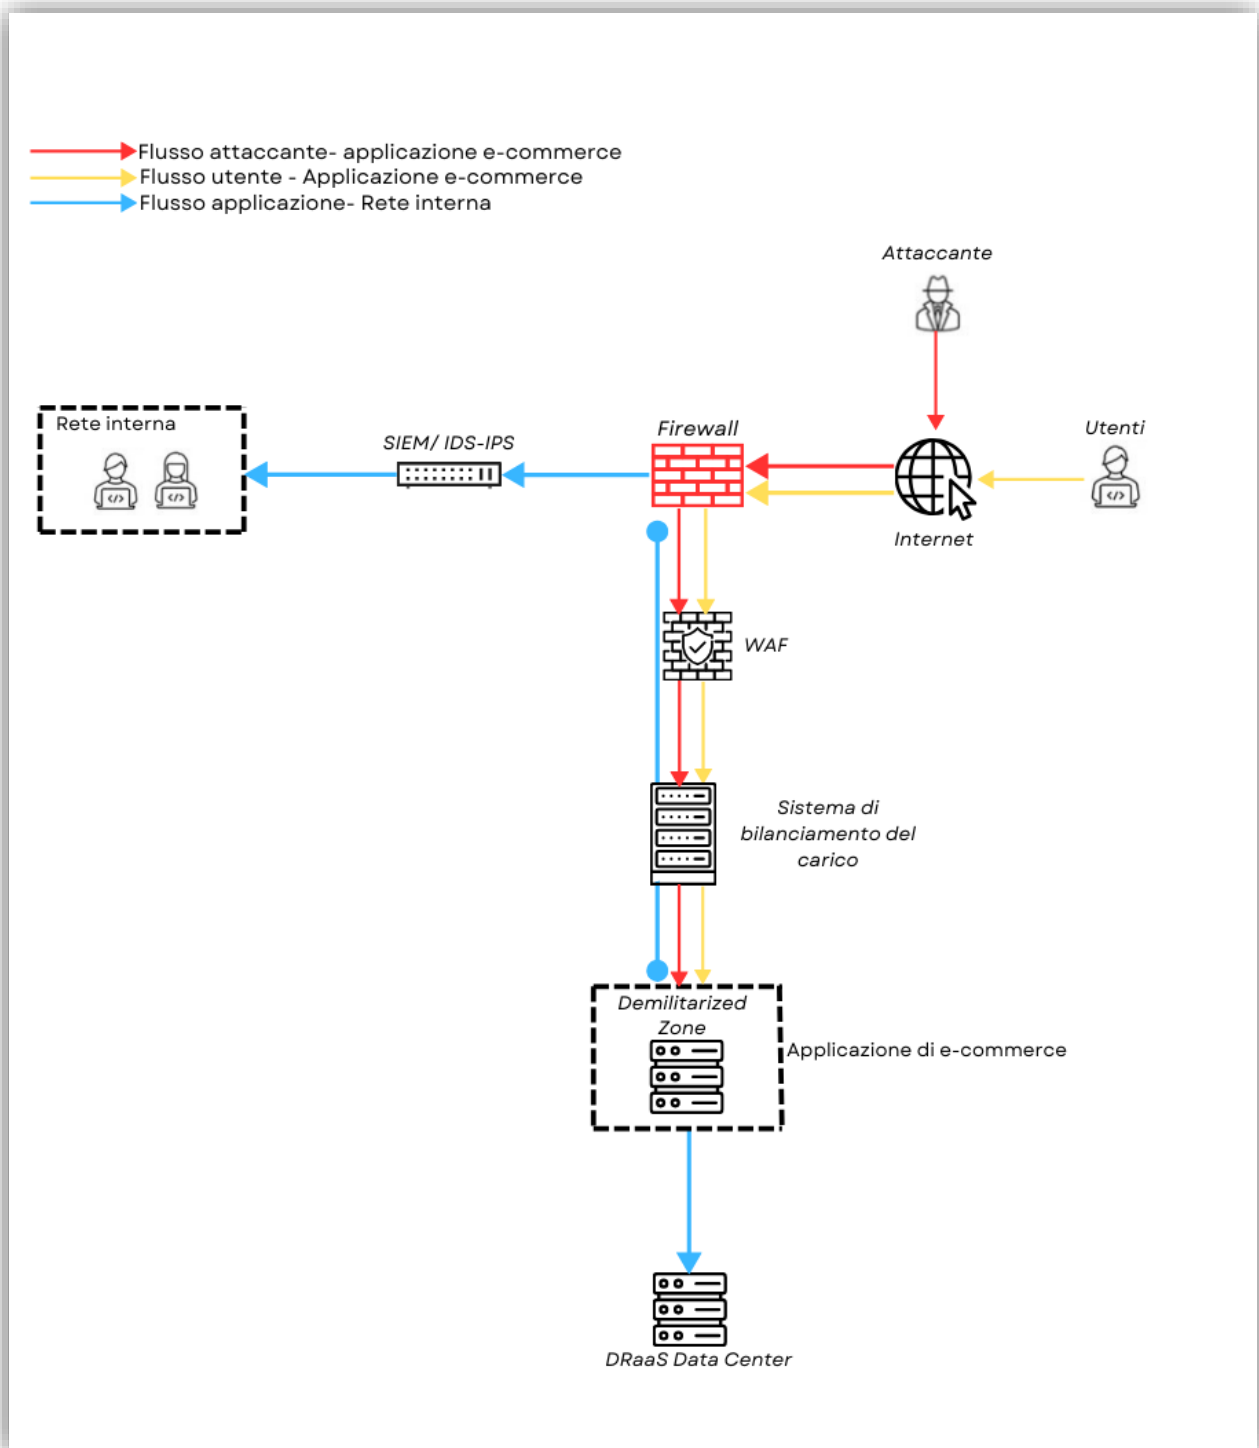 Flusso attaccante- applicazione e-commerce
Flusso utente - Applicazione e-commerce
Flusso applicazione- Rete interna
Attaccante
Rete interna
SIEM/ IDS-IPS
Firewall
Utenti
Internet
WAF
Sistema di
bilanciamento del
carico
Demilitarized
Zone
Applicazione di e-commerce
DRaaS Data Center